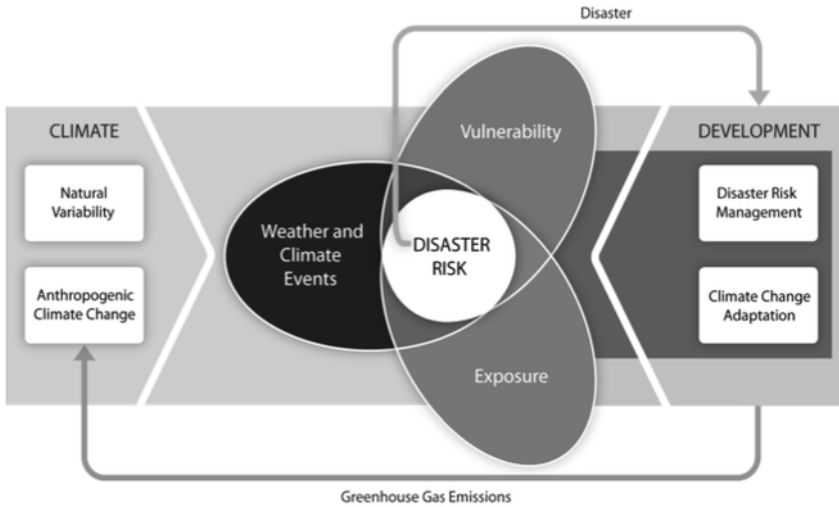 Disaster
CLIMATE
Natural
Variability
Anthropogenic
Climate Change
Weather and
Climate
Events
Vulnerability
DISASTER
RISK
Exposure
DEVELOPMENT
Disaster Risk
Management
Climate Change
Adaptation
Greenhouse Gas Emissions